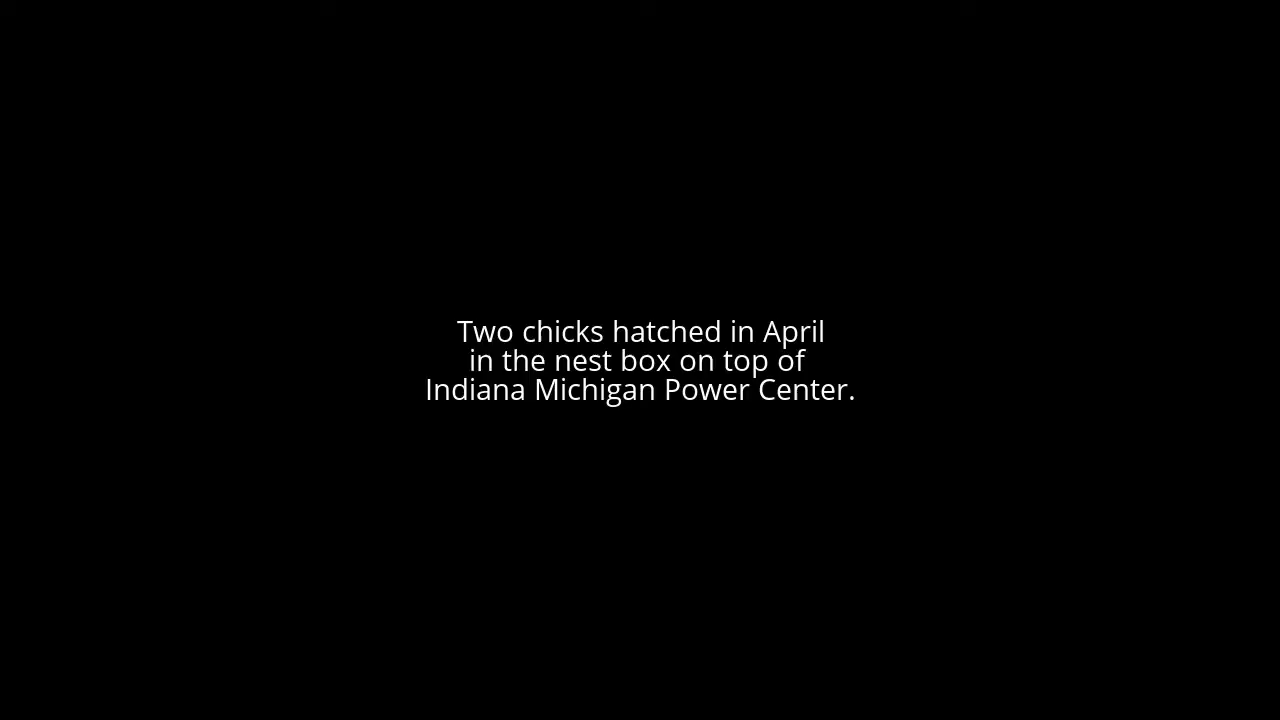 Two chicks hatched in April
in the nest box on top of
Indiana Michigan Power Center.